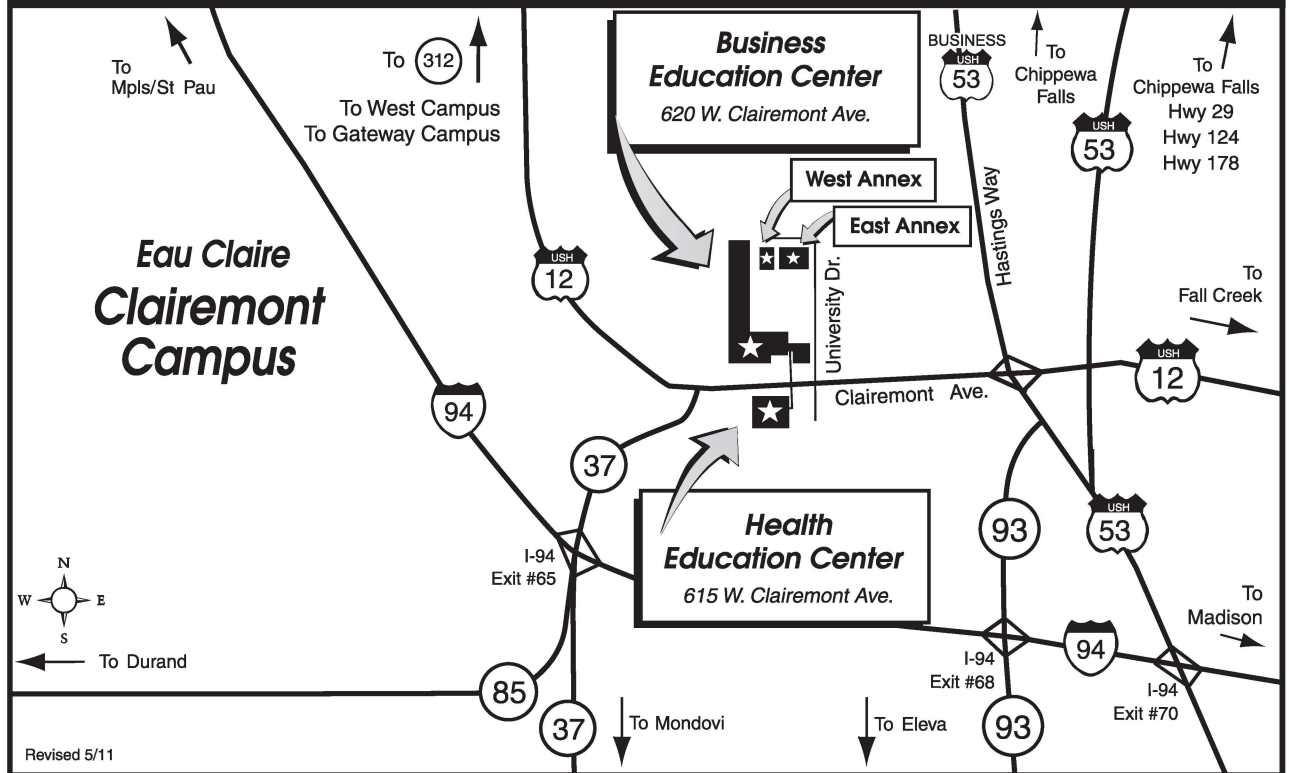 To
Mpls/St Pau
To 312
To West Campus
To Gateway Campus
Business
Education Center
620 W. Clairemont Ave.
BUSINESS
USH
53
To
Chippewa
Falls
To
Chippewa Falls
Hwy 29
Hwy 124
Hwy 178
USH
53
West Annex
East Annex
Hastings Way
University Dr.
Eau Claire
Clairemont
Campus
USH
12
To
Fall Creek
USH
12
Clairemont Ave.
94
37
Health
Education Center
615 W. Clairemont Ave.
93
USH
53
I-94
Exit #65
N
W E
S
To Durand
To
Madison
94
I-94
Exit #68
I-94
Exit #70
85
37
To Mondovi
To Eleva
93
Revised 5/11